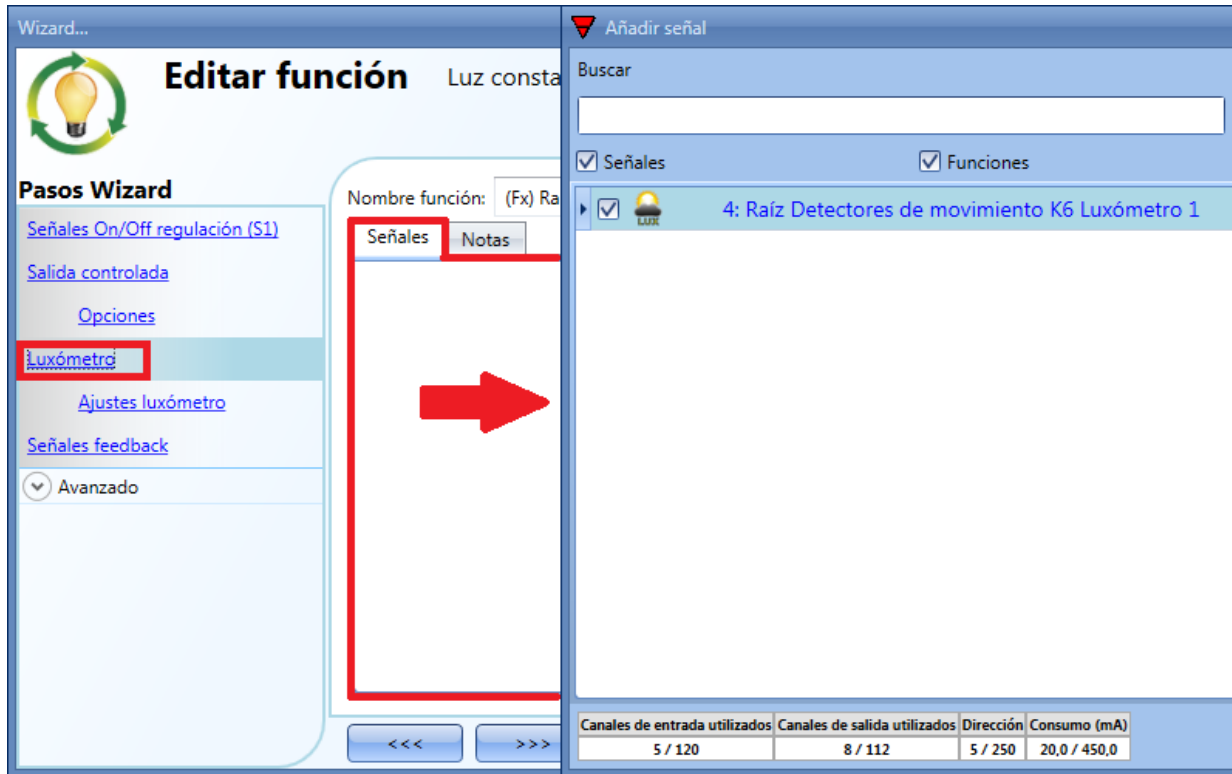 Wizard...
Editar función
Luz consta
Pasos Wizard
Señales On/Off regulación (S1)
Salida controlada
Opciones
Luxómetro
Ajustes luxómetro
Señales feedback
Avanzado
Nombre función: (Fx) Ra
Señales Notas
<<< >>>
Añadir señal
Buscar
Señales Funciones
LUX 4: Raíz Detectores de movimiento K6 Luxómetro 1
Canales de entrada utilizados Canales de salida utilizados Dirección Consumo (mA)
5 / 120 8 / 112 5 / 250 20,0 / 450,0